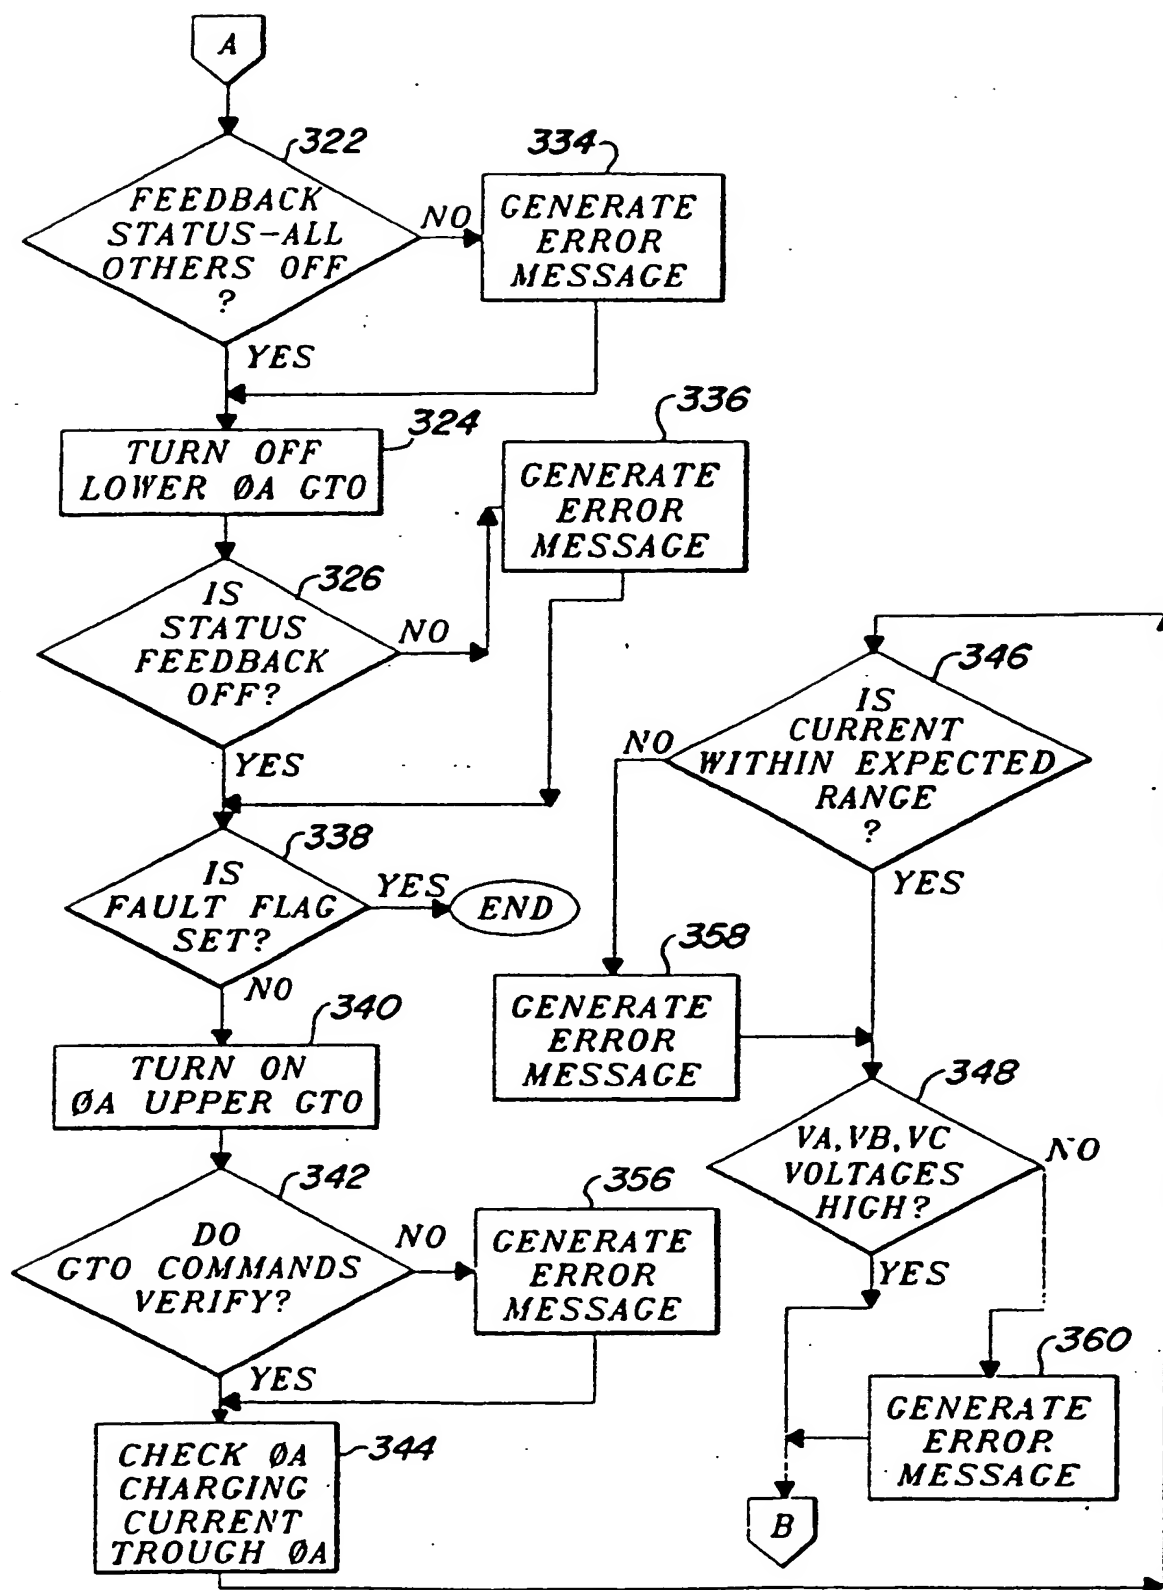 A
322
FEEDBACK
STATUS-ALL
OTHERS OFF
?
NO
334
GENERATE
ERROR
MESSAGE
YES
324
TURN OFF
LOWER ØA GTO
336
GENERATE
ERROR
MESSAGE
326
IS
STATUS
FEEDBACK
OFF?
NO
YES
338
IS
FAULT FLAG
SET?
YES
END
NO
340
TURN ON
ØA UPPER GTO
342
DO
GTO COMMANDS
VERIFY?
NO
356
GENERATE
ERROR
MESSAGE
YES
344
CHECK ØA
CHARGING
CURRENT
TROUGH ØA
346
IS
CURRENT
WITHIN EXPECTED
RANGE
?
NO
YES
358
GENERATE
ERROR
MESSAGE
348
VA,VB,VC
VOLTAGES
HIGH?
NO
YES
360
GENERATE
ERROR
MESSAGE
B